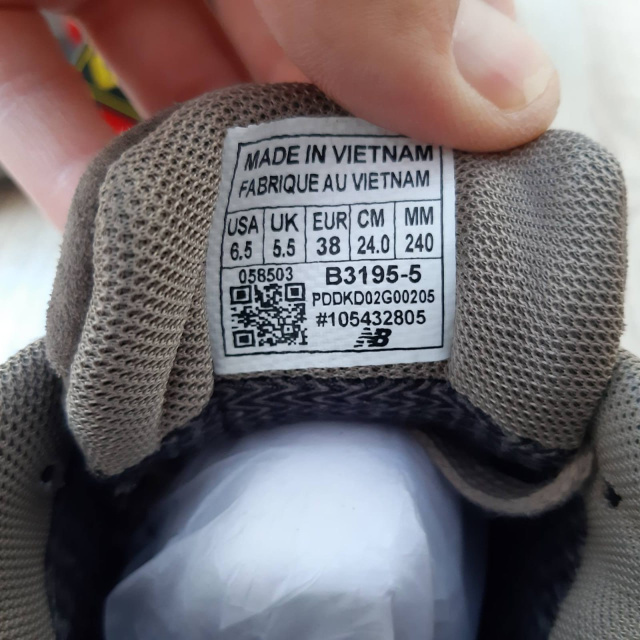 MADE IN VIETNAM
FABRIQUE AU VIETNAM
USA UK EUR CM MM
6.5 5.5 38 24.0 240
058503 B3195-5
PDDKD02G00205
#105432805
NB